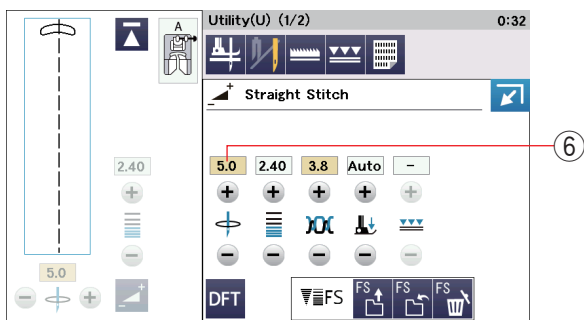 Utility(U) (1/2) 0:32
A
+ Straight Stitch
6
5.0 2.40 3.8 Auto –
2.40
5.0
DFT
FS
FS FS FS